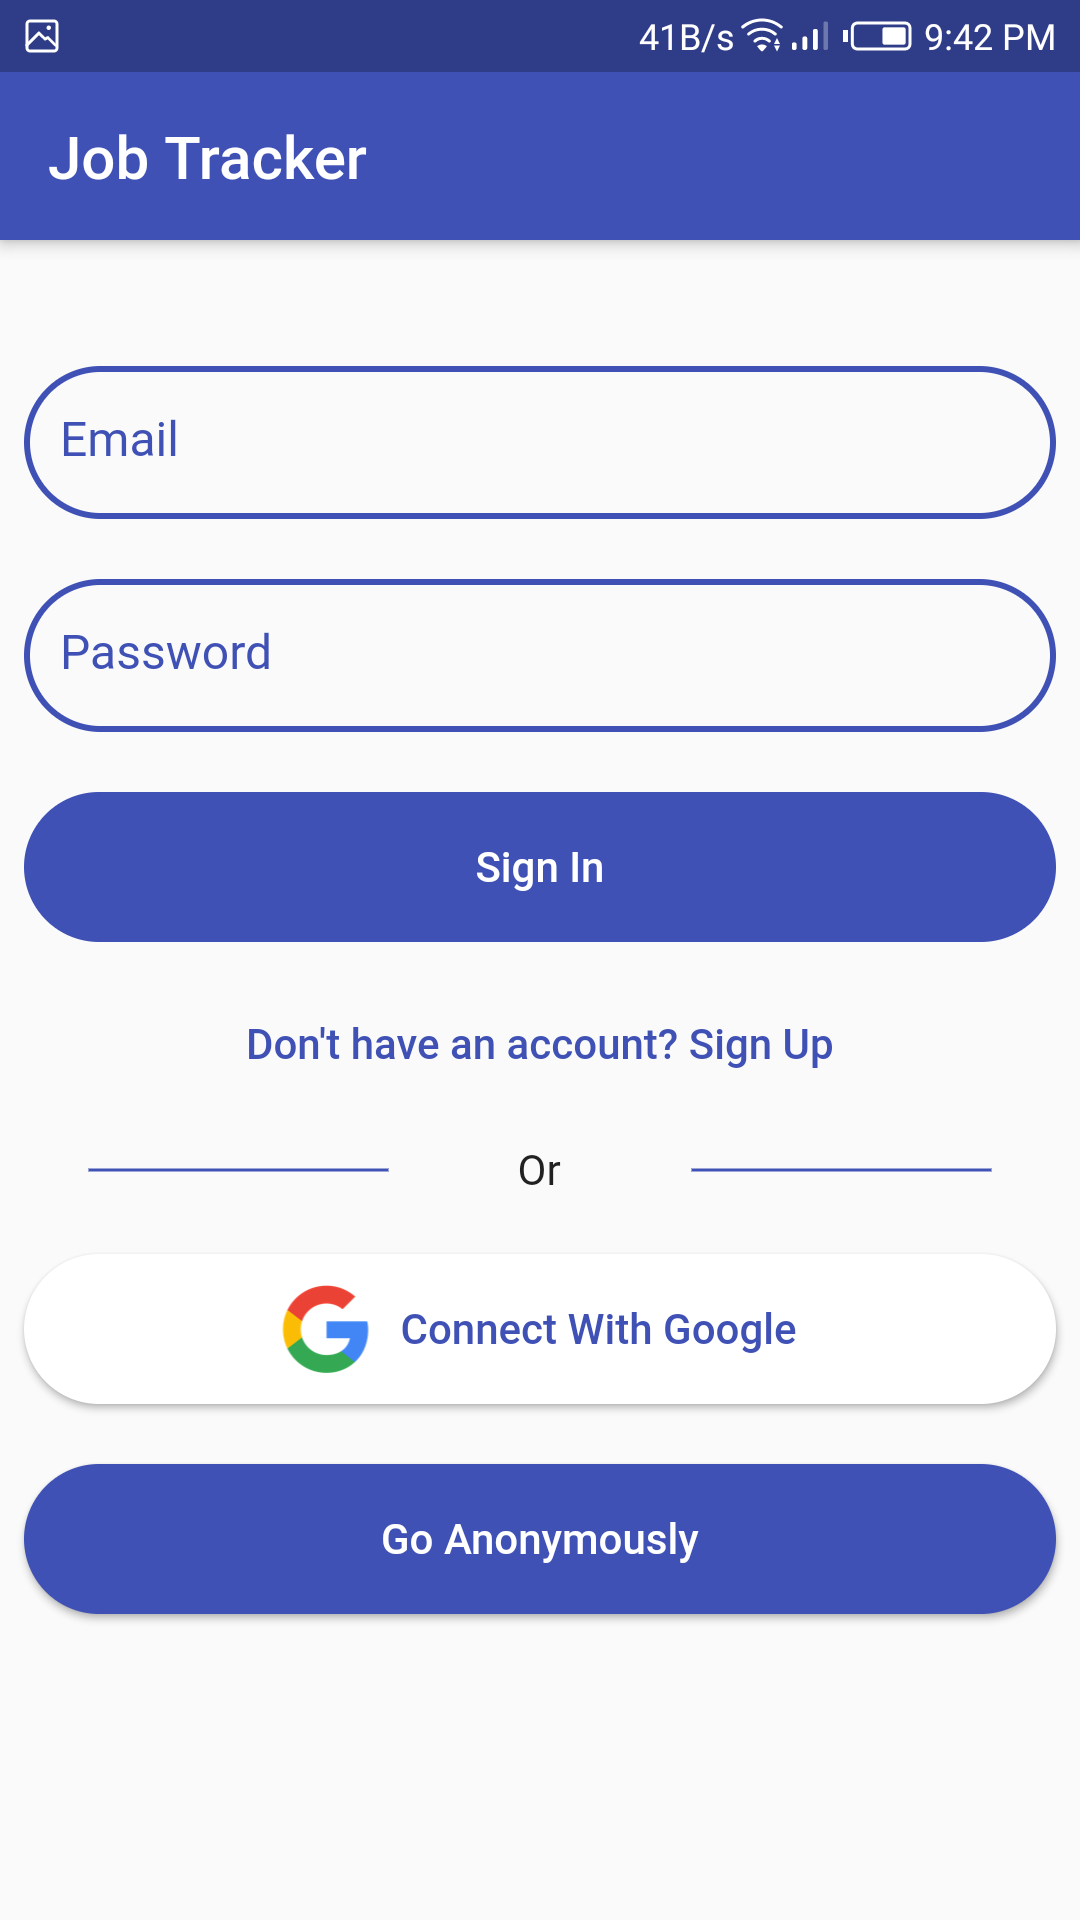 41B/s 9:42 PM
Job Tracker
Email
Password
Sign In
Don't have an account? Sign Up
Or
Connect With Google
Go Anonymously